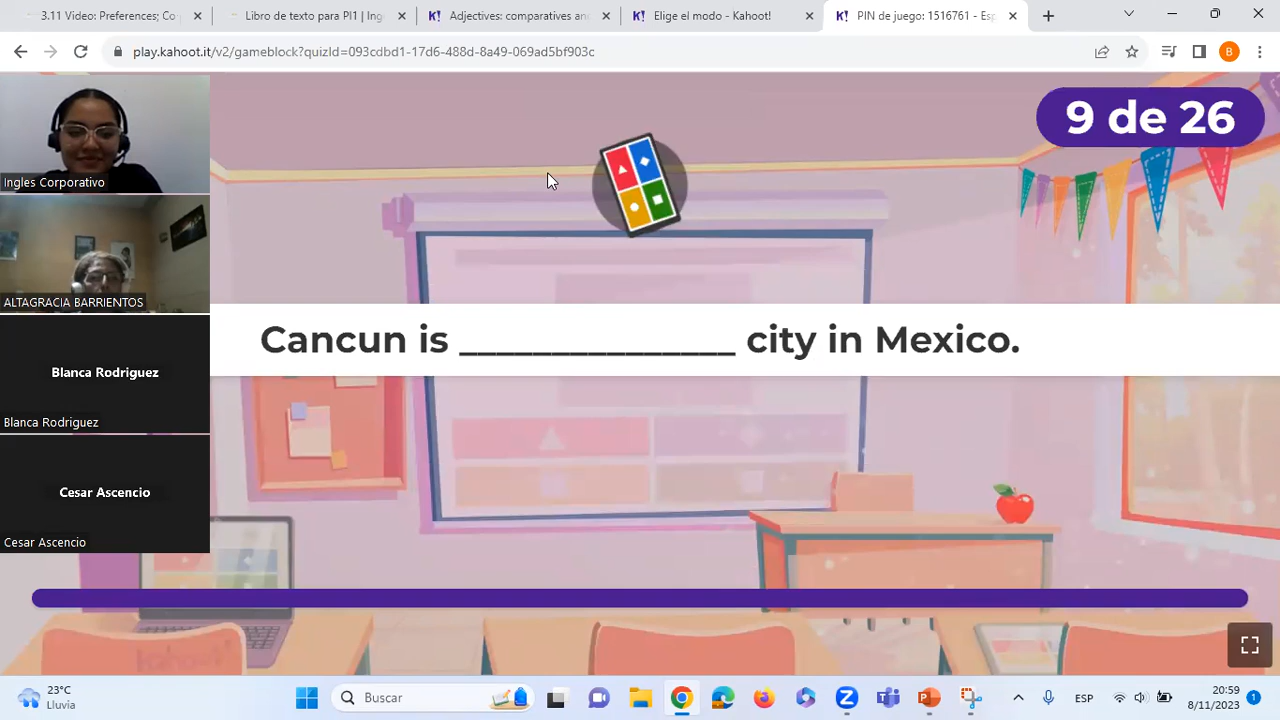 3.11 Video: Preferences; Co
Libro de texto para PI1 | Ing
Adjectives: comparatives an
Elige el modo - Kahoot!
PIN de juego: 1516761 - Esp
play.kahoot.it/v2/gameblock?quizId=093cdbd1-17d6-488d-8a49-069ad5bf903c
B
9 de 26
Ingles Corporativo
ALTAGRACIA BARRIENTOS
Cancun is _______________ city in Mexico.
Blanca Rodriguez
Blanca Rodriguez
Cesar Ascencio
Cesar Ascencio
23°C
Lluvia
Buscar
ESP
20:59
8/11/2023
1